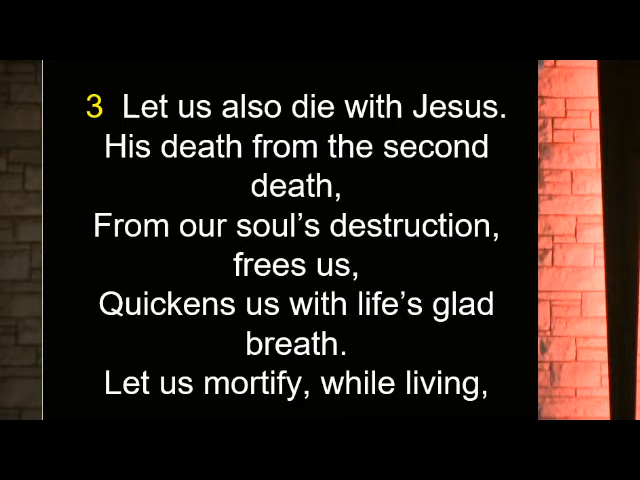 3 Let us also die with Jesus.
His death from the second
death,
From our soul’s destruction,
frees us,
Quickens us with life’s glad
breath.
Let us mortify, while living,